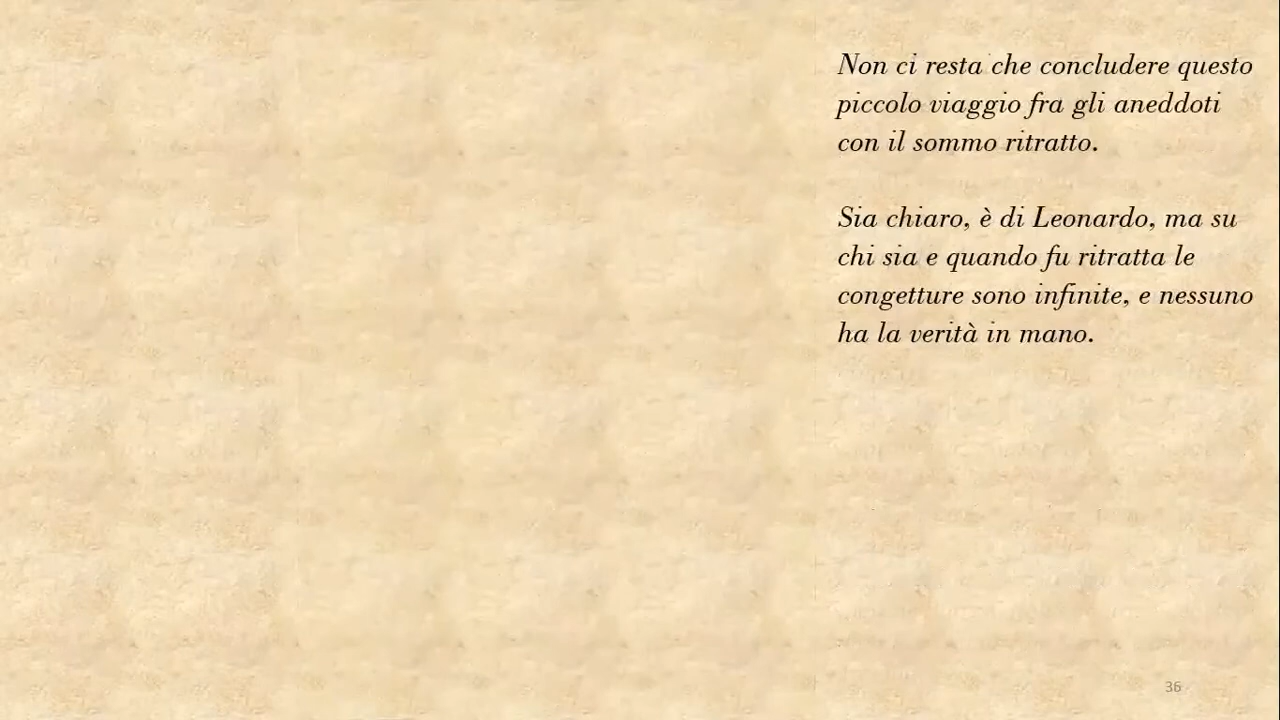 Non ci resta che concludere questo
piccolo viaggio fra gli aneddoti
con il sommo ritratto.
Sia chiaro, è di Leonardo, ma su
chi sia e quando fu ritratta le
congetture sono infinite, e nessuno
ha la verità in mano.
36